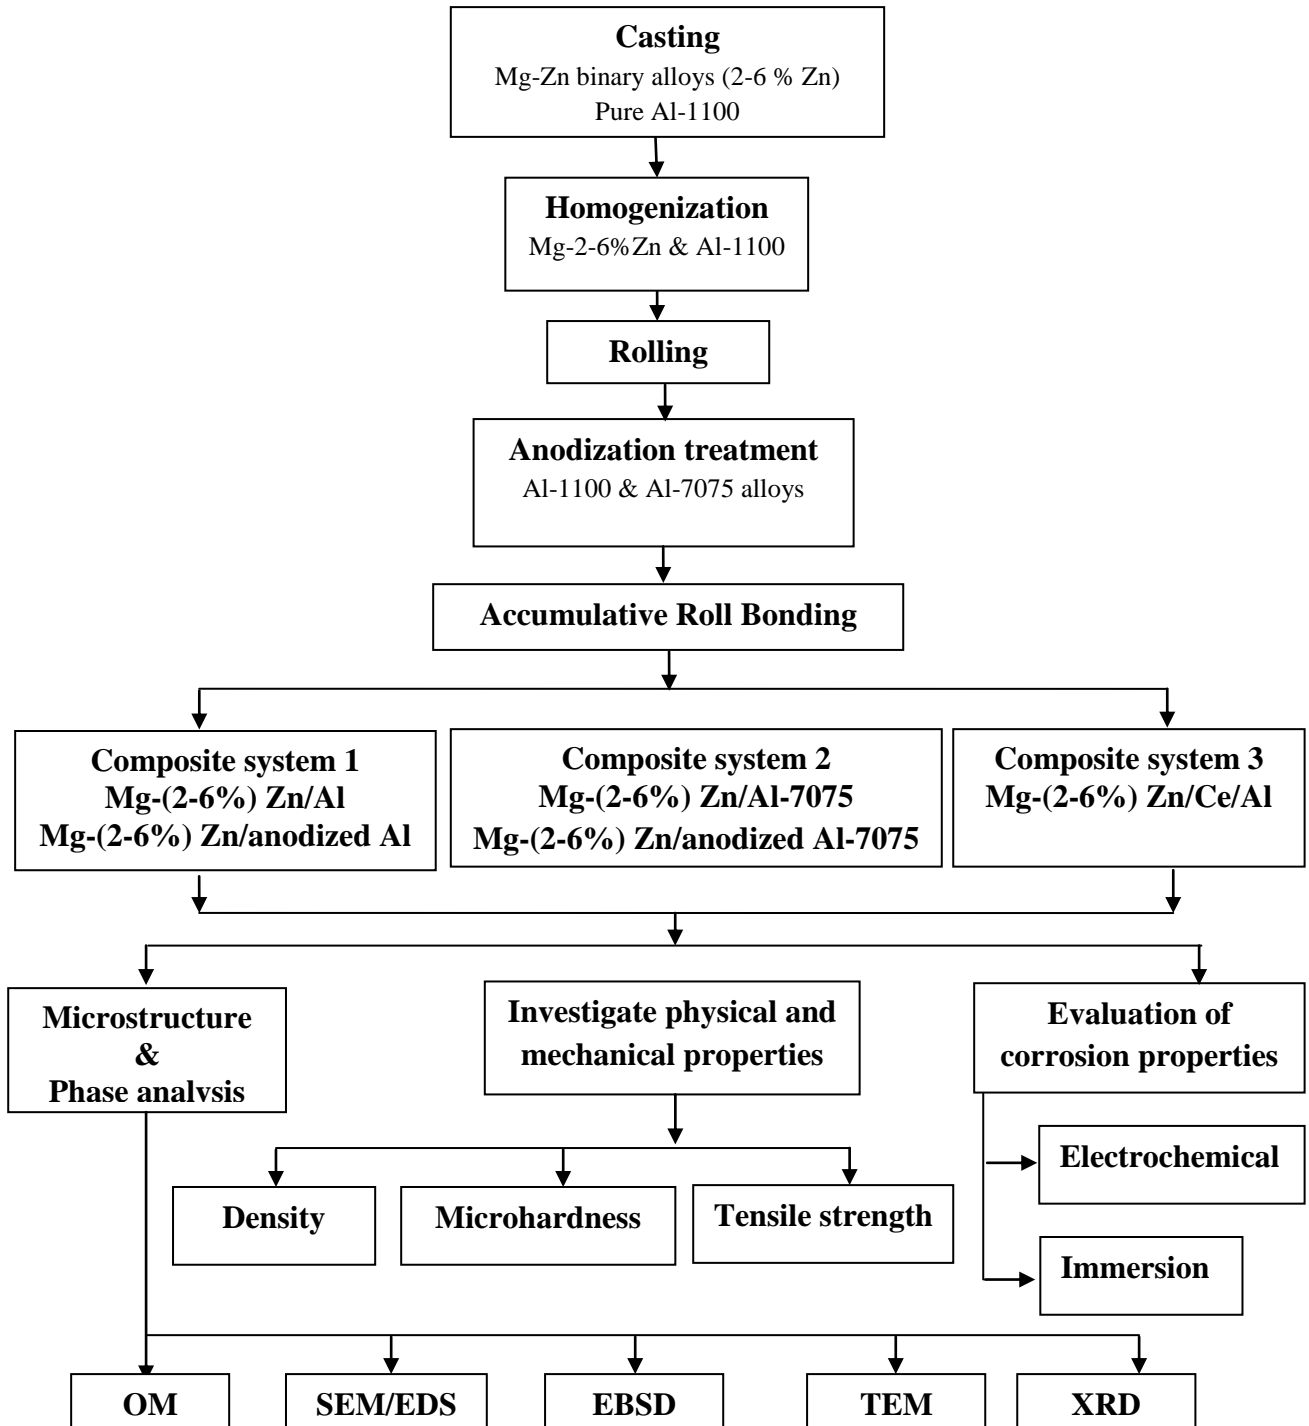 Casting
Mg-Zn binary alloys (2-6 % Zn)
Pure Al-1100
Homogenization
Mg-2-6%Zn & Al-1100
Rolling
Anodization treatment
Al-1100 & Al-7075 alloys
Accumulative Roll Bonding
Composite system 1
Mg-(2-6%) Zn/Al
Mg-(2-6%) Zn/anodized Al
Composite system 2
Mg-(2-6%) Zn/Al-7075
Mg-(2-6%) Zn/anodized Al-7075
Composite system 3
Mg-(2-6%) Zn/Ce/Al
Microstructure
&
Phase analysis
Investigate physical and
mechanical properties
Evaluation of
corrosion properties
Density
Microhardness
Tensile strength
Electrochemical
Immersion
OM
SEM/EDS
EBSD
TEM
XRD